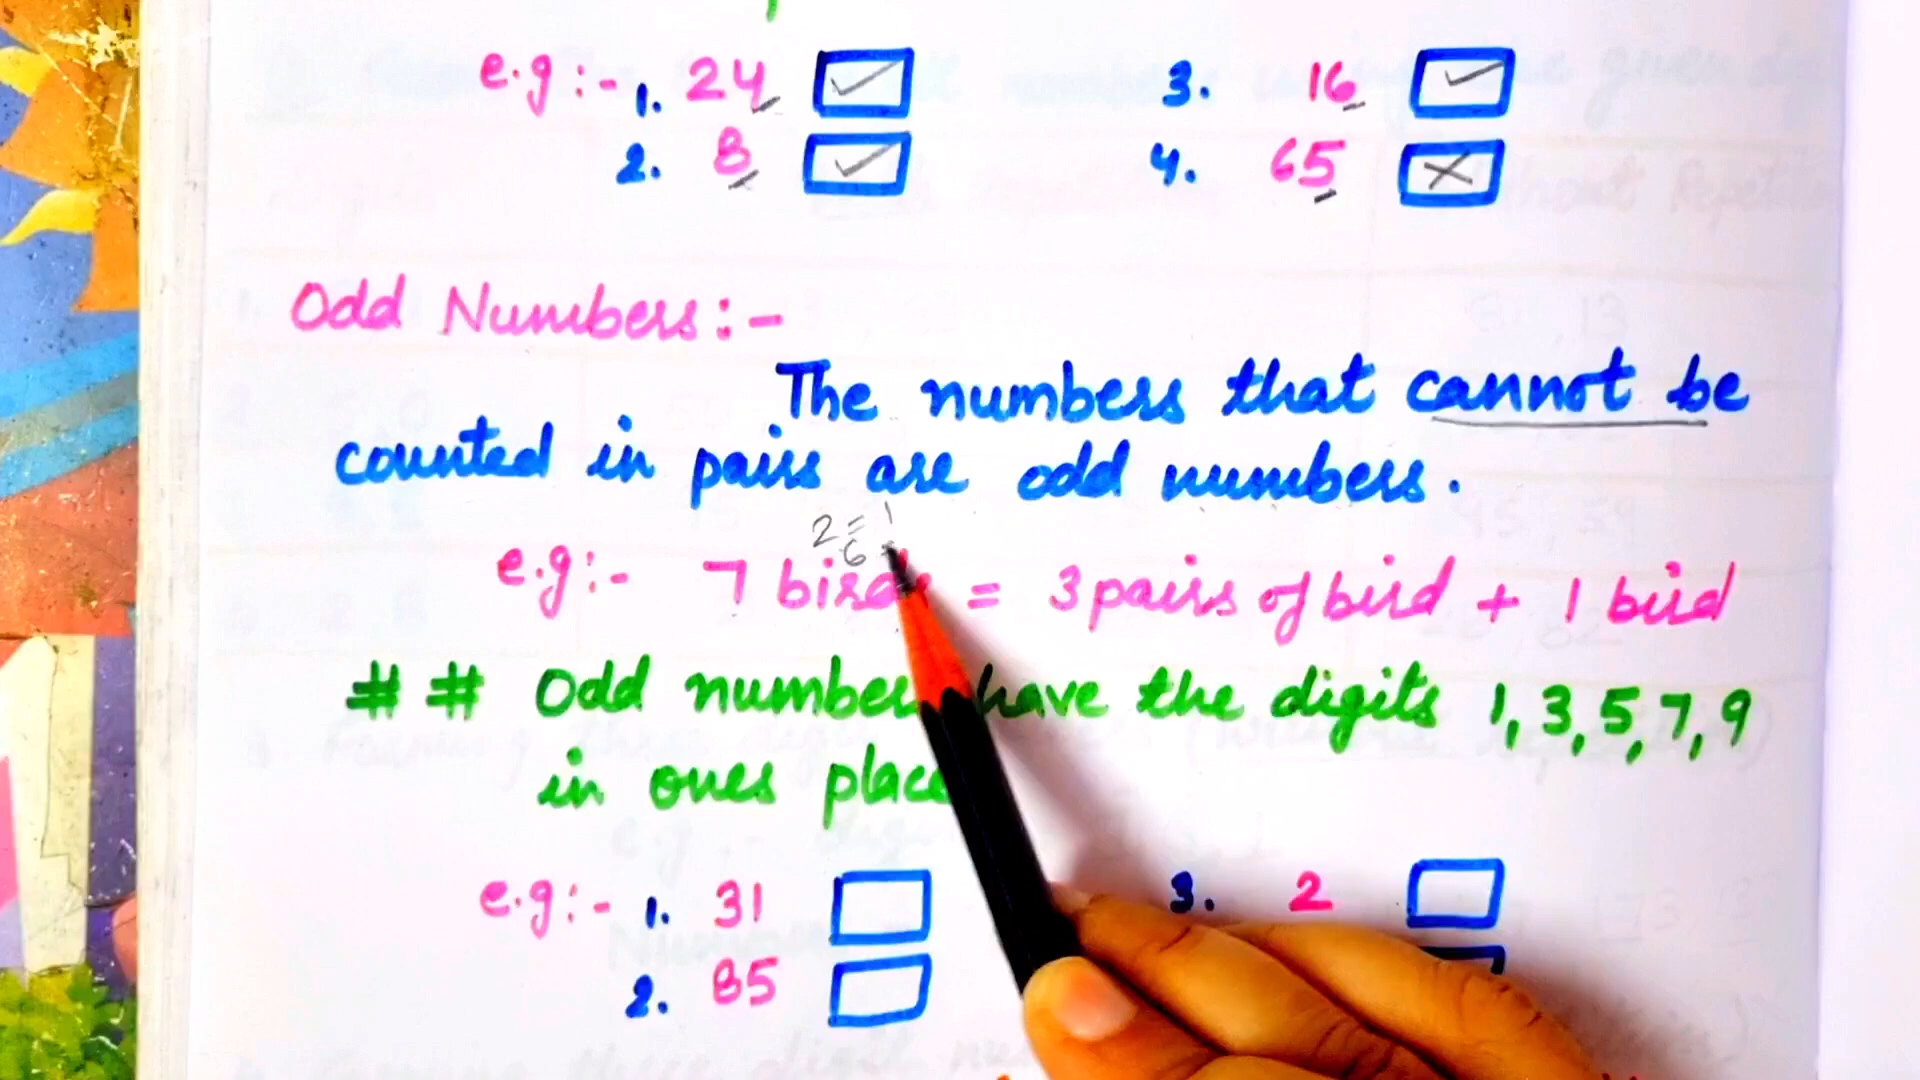 e.g :- 1. 24 ✓ 3. 16 ✓
2. 8 ✓ 4. 65 ✗
Odd Numbers :-
The numbers that cannot be
counted in pairs are odd numbers.
2 = 1
6 =
e.g :- 7 birds = 3 pairs of bird + 1 bird
# # Odd numbers have the digits 1, 3, 5, 7, 9
in ones place
e.g :- 1. 31 3. 2
2. 85